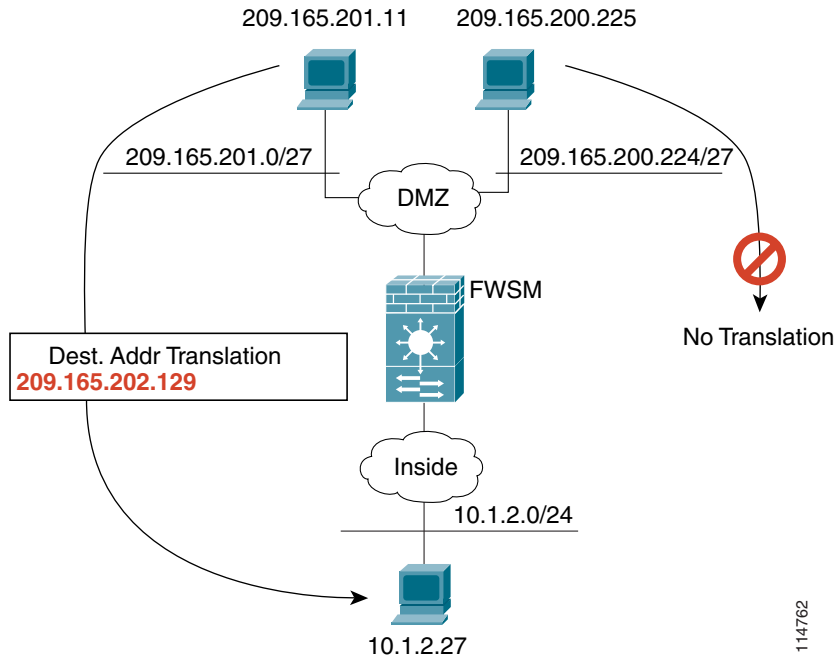 209.165.201.11
209.165.200.225
209.165.201.0/27
209.165.200.224/27
DMZ
FWSM
No Translation
Dest. Addr Translation
209.165.202.129
Inside
10.1.2.0/24
10.1.2.27
114762